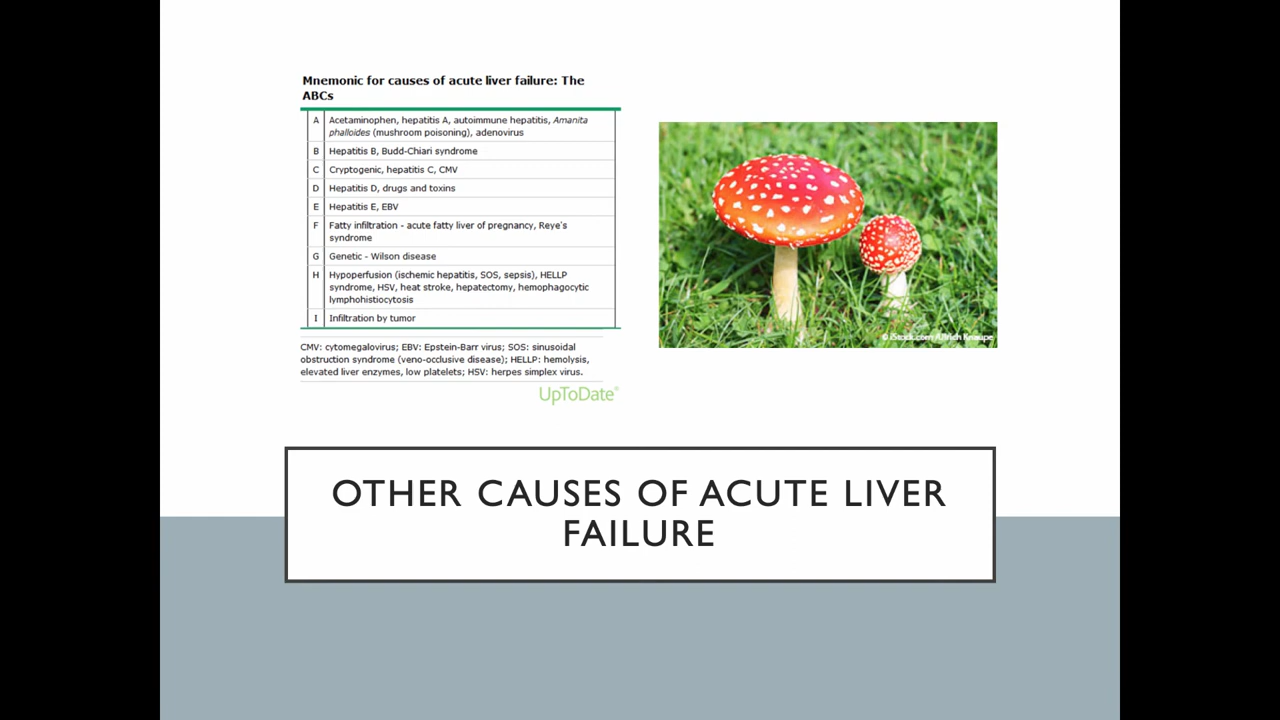 Mnemonic for causes of acute liver failure: The
ABCs
A Acetaminophen, hepatitis A, autoimmune hepatitis, Amanita
phalloides (mushroom poisoning), adenovirus
B Hepatitis B, Budd-Chiari syndrome
C Cryptogenic, hepatitis C, CMV
D Hepatitis D, drugs and toxins
E Hepatitis E, EBV
F Fatty infiltration - acute fatty liver of pregnancy, Reye's
syndrome
G Genetic - Wilson disease
H Hypoperfusion (ischemic hepatitis, SOS, sepsis), HELLP
syndrome, HSV, heat stroke, hepatectomy, hemophagocytic
lymphohistiocytosis
I Infiltration by tumor
CMV: cytomegalovirus; EBV: Epstein-Barr virus; SOS: sinusoidal
obstruction syndrome (veno-occlusive disease); HELLP: hemolysis,
elevated liver enzymes, low platelets; HSV: herpes simplex virus.
UpToDate®
© iStock.com/
OTHER CAUSES OF ACUTE LIVER
FAILURE